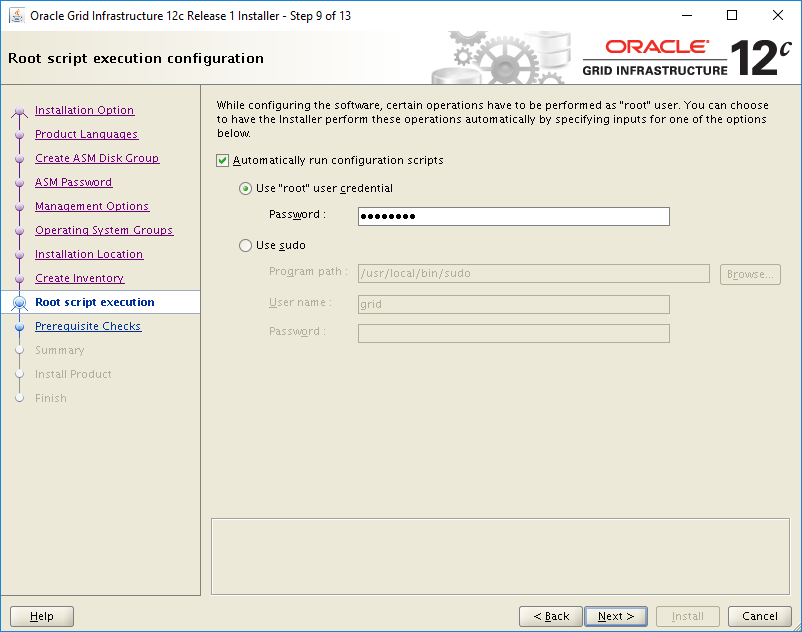 Oracle Grid Infrastructure 12c Release 1 Installer - Step 9 of 13
Root script execution configuration
ORACLE®
GRID INFRASTRUCTURE
12c
Installation Option
Product Languages
Create ASM Disk Group
ASM Password
Management Options
Operating System Groups
Installation Location
Create Inventory
Root script execution
Prerequisite Checks
Summary
Install Product
Finish
While configuring the software, certain operations have to be performed as "root" user. You can choose
to have the Installer perform these operations automatically by specifying inputs for one of the options
below.
Automatically run configuration scripts
Use "root" user credential
Password : ••••••••
Use sudo
Program path : /usr/local/bin/sudo Browse...
User name : grid
Password :
Help < Back Next > Install Cancel